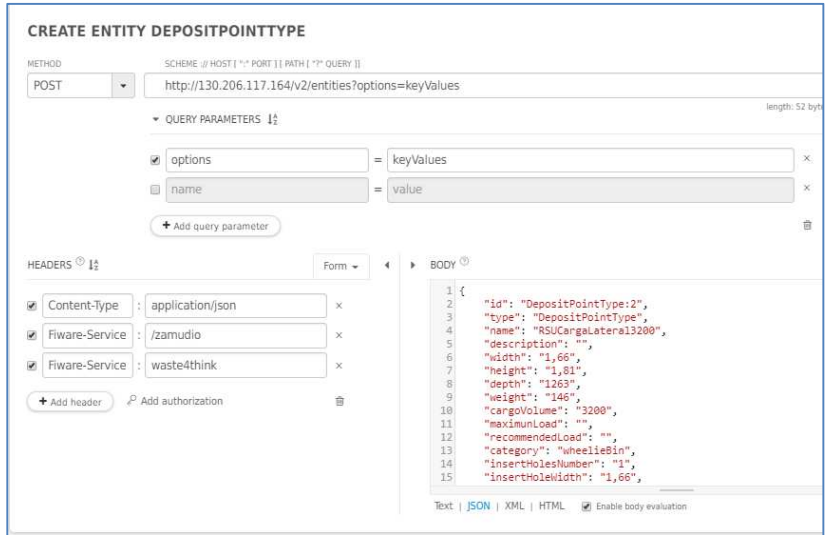 CREATE ENTITY DEPOSITPOINTTYPE
METHOD
SCHEME :// HOST [ ":" PORT ] [ PATH [ "?" QUERY ]]
POST
http://130.206.117.164/v2/entities?options=keyValues
length: 52 byte
QUERY PARAMETERS
options = keyValues ×
name = value ×
+ Add query parameter
HEADERS ? Form
Content-Type : application/json ×
Fiware-Service : /zamudio ×
Fiware-Service : waste4think ×
+ Add header Add authorization
BODY ?
1 {
2 "id": "DepositPointType:2",
3 "type": "DepositPointType",
4 "name": "RSUCargaLateral3200",
5 "description": "",
6 "width": "1,66",
7 "height": "1,81",
8 "depth": "1263",
9 "weight": "146",
10 "cargoVolume": "3200",
11 "maximunLoad": "",
12 "recommendedLoad": "",
13 "category": "wheelieBin",
14 "insertHolesNumber": "1",
15 "insertHoleWidth": "1,66",
Text | JSON | XML | HTML Enable body evaluation